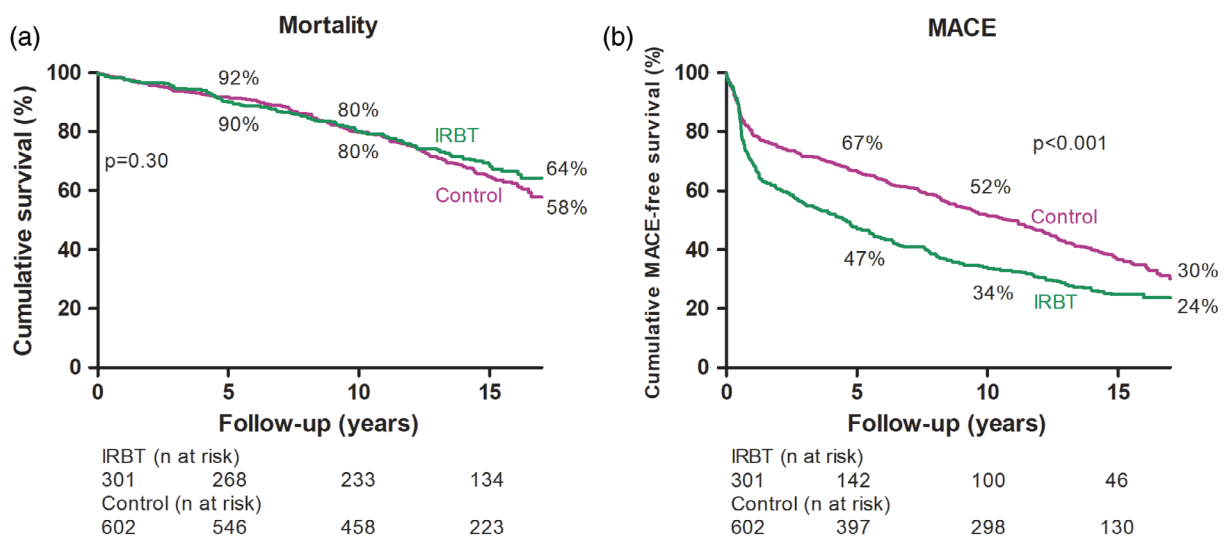 (a)
Mortality
Cumulative survival (%)
100
80
60
40
20
0
92%
90%
80%
80%
IRBT
64%
Control
58%
p=0.30
0 5 10 15
Follow-up (years)
IRBT (n at risk)
301 268 233 134
Control (n at risk)
602 546 458 223
(b)
MACE
Cumulative MACE-free survival (%)
100
80
60
40
20
0
67%
p<0.001
52%
Control
47%
34%
IRBT
30%
24%
0 5 10 15
Follow-up (years)
IRBT (n at risk)
301 142 100 46
Control (n at risk)
602 397 298 130